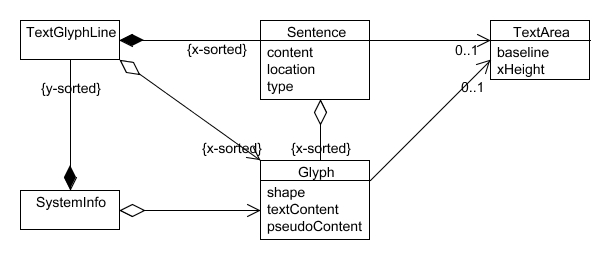 TextGlyphLine
Sentence
TextArea
{x-sorted}
content
location
type
0..1
baseline
xHeight
{y-sorted}
0..1
{x-sorted}
{x-sorted}
Glyph
shape
textContent
pseudoContent
SystemInfo